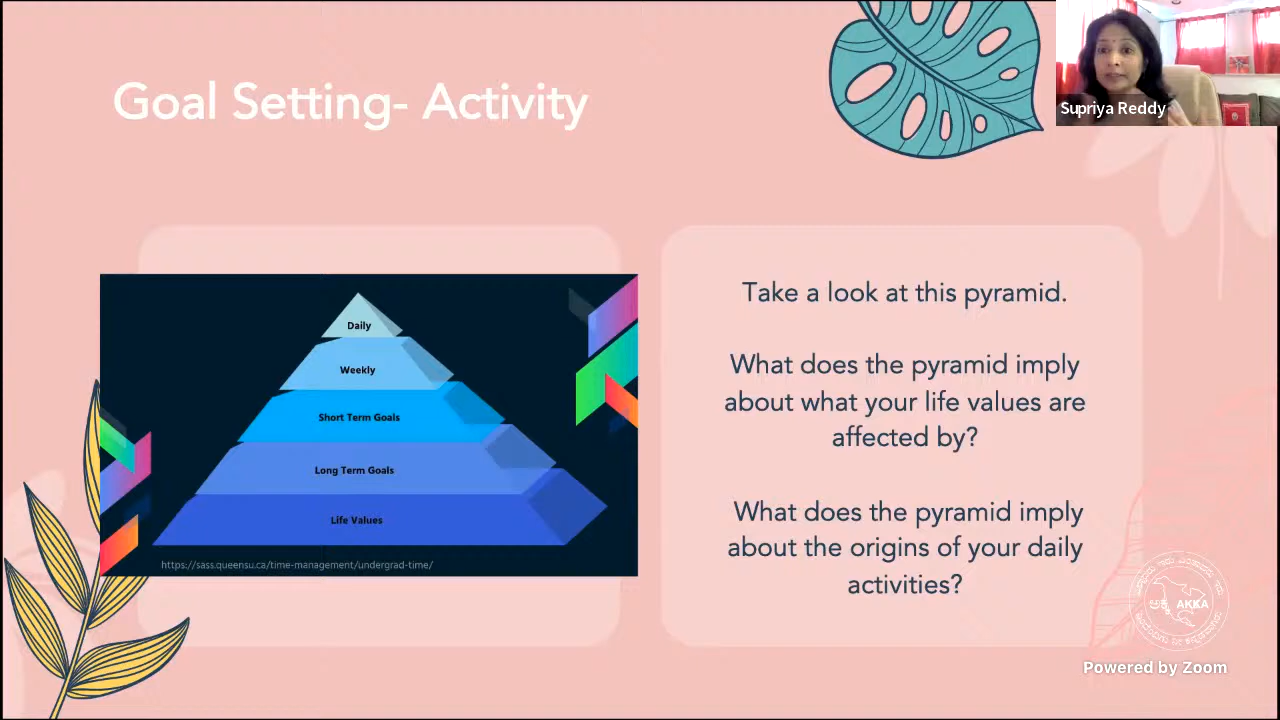 Goal Setting- Activity
Supriya Reddy
Daily
Weekly
Short Term Goals
Long Term Goals
Life Values
https://sass.queensu.ca/time-management/undergrad-time/
Take a look at this pyramid.
What does the pyramid imply
about what your life values are
affected by?
What does the pyramid imply
about the origins of your daily
activities?
ಅಕ್ಕ AKKA
Powered by Zoom